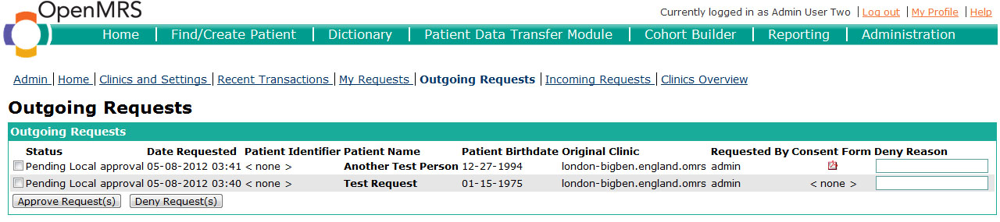 OpenMRS
Currently logged in as Admin User Two | Log out | My Profile | Help
Home | Find/Create Patient | Dictionary | Patient Data Transfer Module | Cohort Builder | Reporting | Administration
Admin | Home | Clinics and Settings | Recent Transactions | My Requests | Outgoing Requests | Incoming Requests | Clinics Overview
Outgoing Requests
Outgoing Requests
Status Date Requested Patient Identifier Patient Name Patient Birthdate Original Clinic Requested By Consent Form Deny Reason
Pending Local approval 05-08-2012 03:41 < none > Another Test Person 12-27-1994 london-bigben.england.omrs admin
Pending Local approval 05-08-2012 03:40 < none > Test Request 01-15-1975 london-bigben.england.omrs admin < none >
Approve Request(s) Deny Request(s)